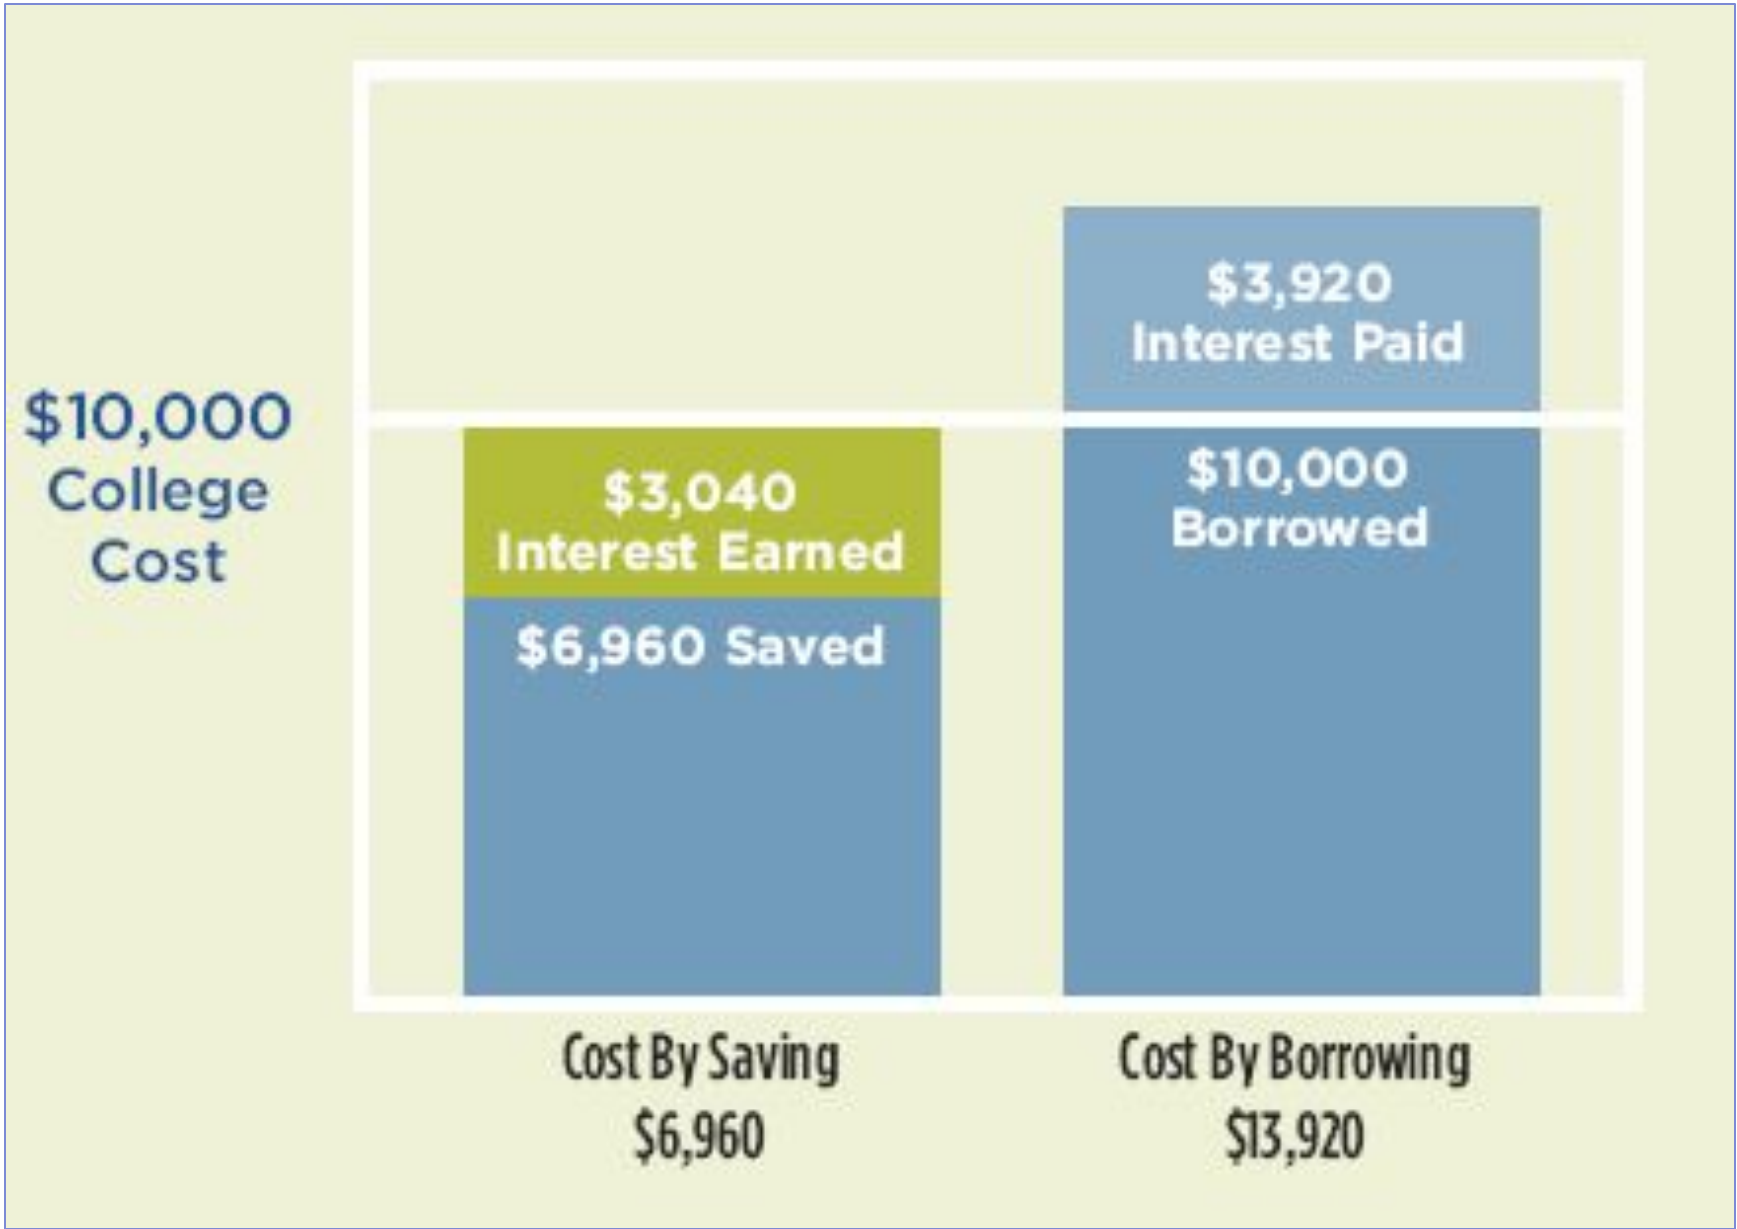 $10,000
College
Cost
$3,040
Interest Earned
$6,960 Saved
$3,920
Interest Paid
$10,000
Borrowed
Cost By Saving
$6,960
Cost By Borrowing
$13,920